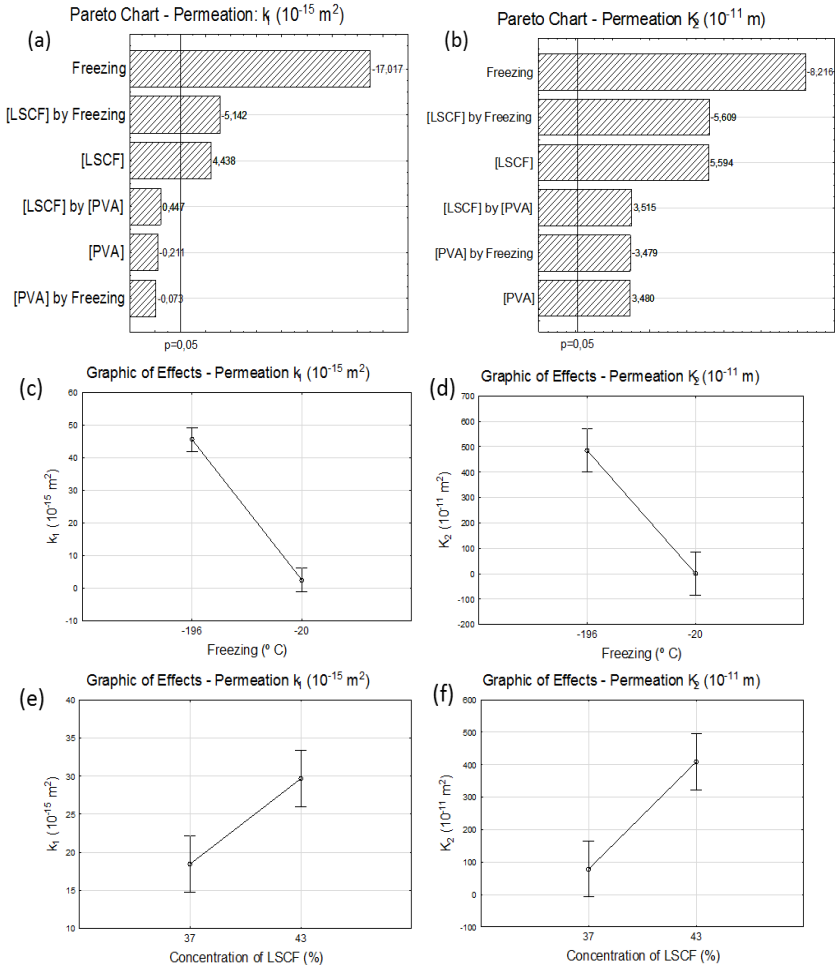 Pareto Chart - Permeation: k₁ (10⁻¹⁵ m²)
(a)
Freezing
-17,017
[LSCF] by Freezing
-5,142
[LSCF]
4,438
[LSCF] by [PVA]
0,447
[PVA]
-0,211
[PVA] by Freezing
-0,073
p=0,05
Pareto Chart - Permeation K₂ (10⁻¹¹ m)
(b)
Freezing
-8,216
[LSCF] by Freezing
-5,609
[LSCF]
5,594
[LSCF] by [PVA]
3,515
[PVA] by Freezing
-3,479
[PVA]
3,480
p=0,05
Graphic of Effects - Permeation k₁ (10⁻¹⁵ m²)
(c)
k₁ (10⁻¹⁵ m²)
60
50
40
30
20
10
0
-10
-196
-20
Freezing (º C)
Graphic of Effects - Permeation K₂ (10⁻¹¹ m)
(d)
K₂ (10⁻¹¹ m²)
700
600
500
400
300
200
100
0
-100
-200
-196
-20
Freezing (º C)
Graphic of Effects - Permeation k₁ (10⁻¹⁵ m²)
(e)
k₁ (10⁻¹⁵ m²)
40
35
30
25
20
15
10
37
43
Concentration of LSCF (%)
Graphic of Effects - Permeation K₂ (10⁻¹¹ m)
(f)
K₂ (10⁻¹¹ m²)
600
500
400
300
200
100
0
-100
37
43
Concentration of LSCF (%)